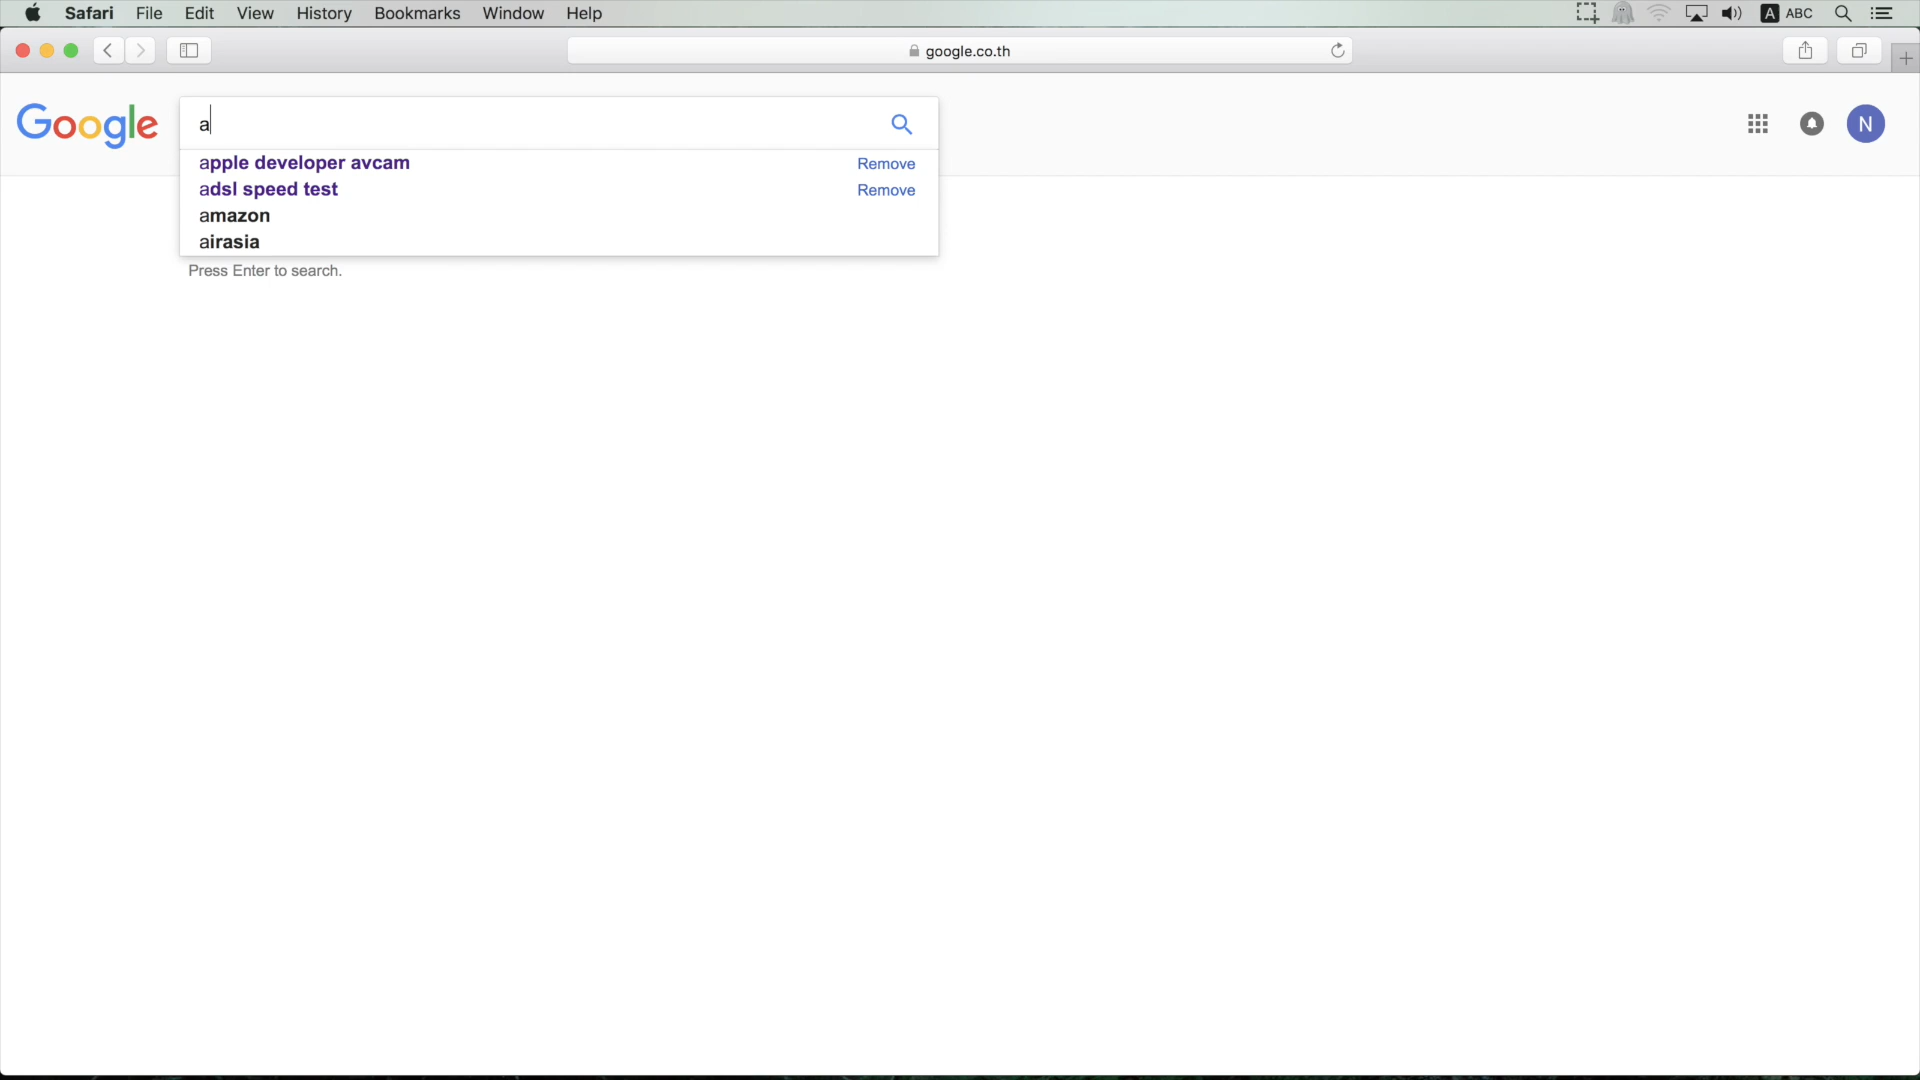 Safari File Edit View History Bookmarks Window Help A ABC
google.co.th
Google a N
apple developer avcam Remove
adsl speed test Remove
amazon
airasia
Press Enter to search.